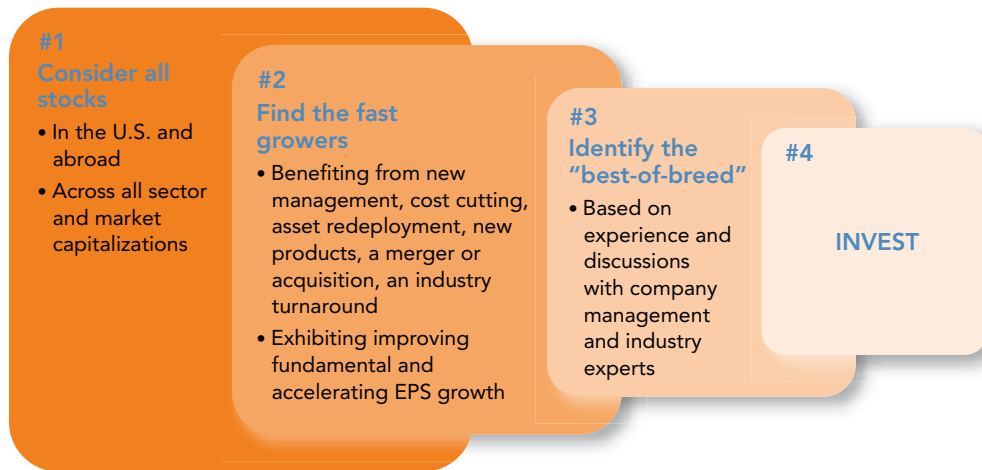 #1
Consider all
stocks
• In the U.S. and
abroad
• Across all sector
and market
capitalizations
#2
Find the fast
growers
• Benefiting from new
management, cost cutting,
asset redeployment, new
products, a merger or
acquisition, an industry
turnaround
• Exhibiting improving
fundamental and
accelerating EPS growth
#3
Identify the
“best-of-breed”
• Based on
experience and
discussions
with company
management
and industry
experts
#4
INVEST